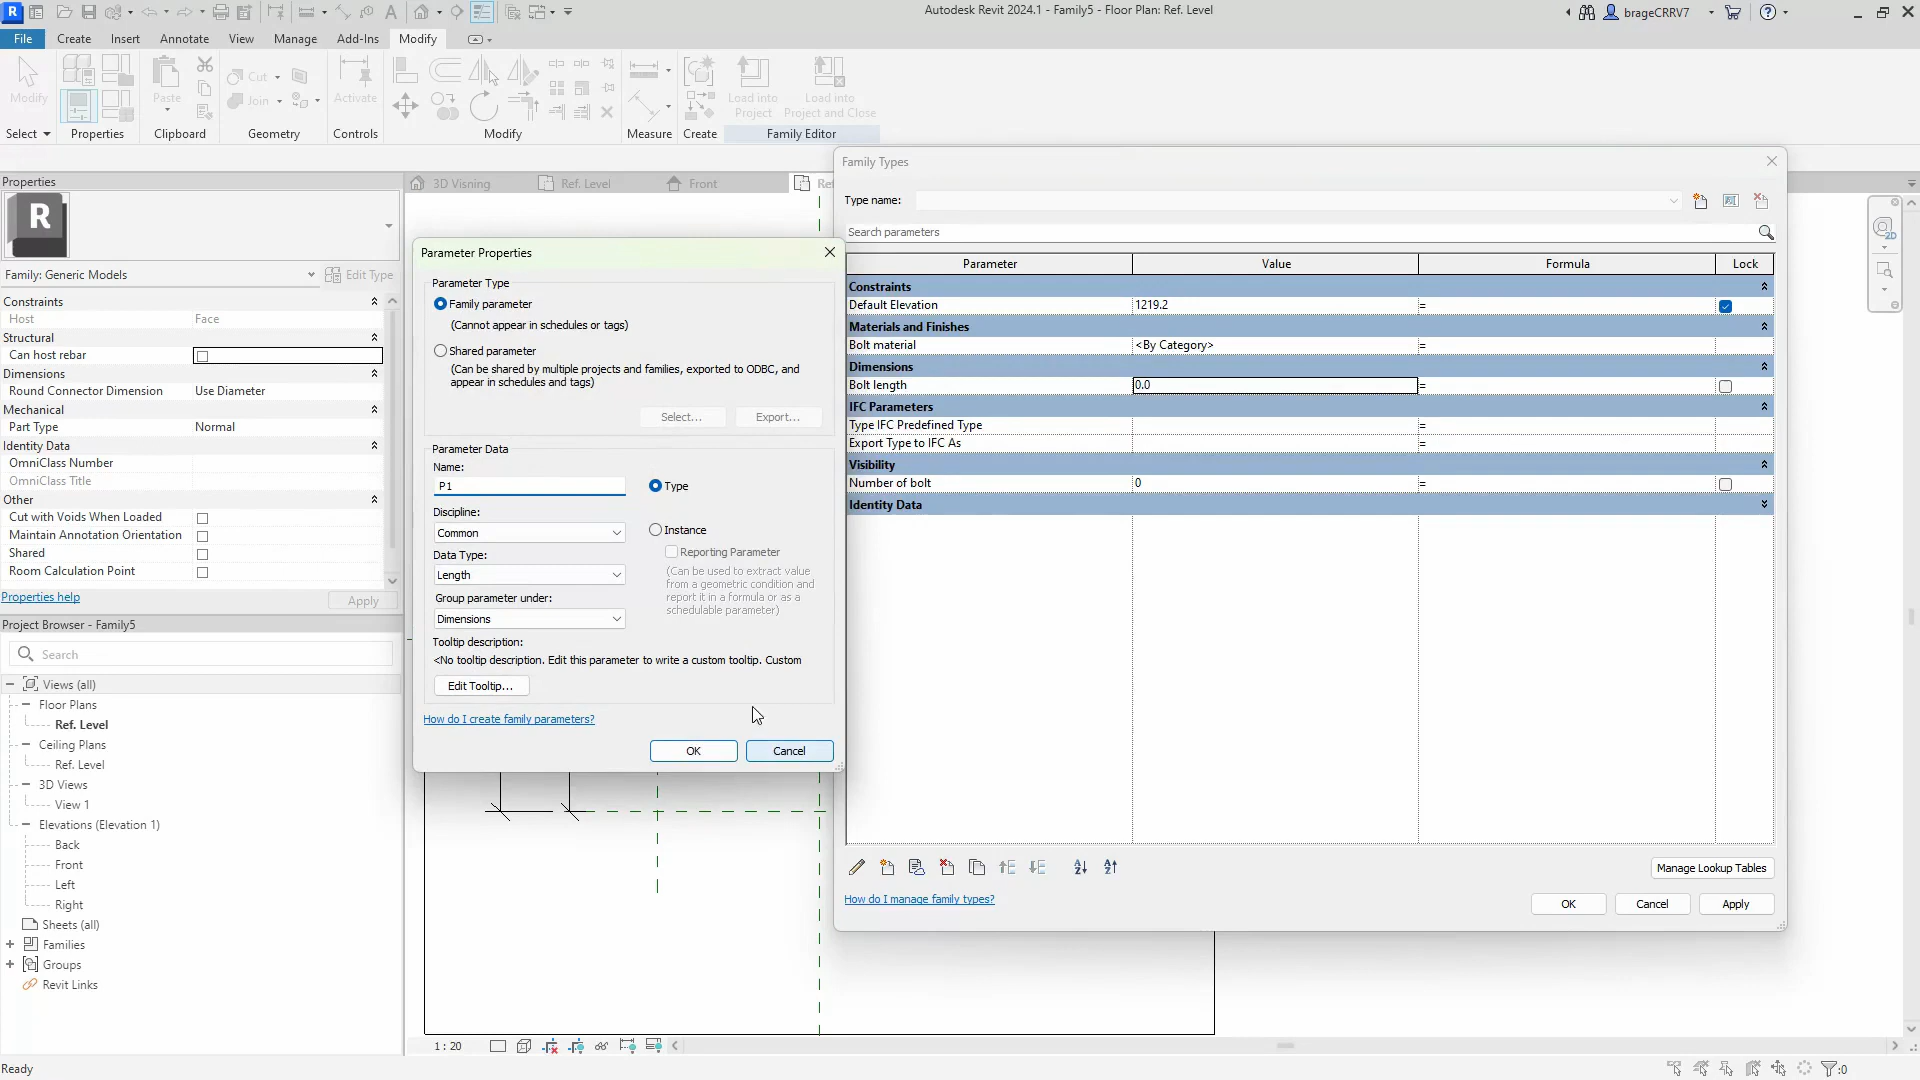 Autodesk Revit 2024.1 - Family5 - Floor Plan: Ref. Level
brageCRRV7
File
Create
Insert
Annotate
View
Manage
Add-Ins
Modify
Modify
Paste
Cut
Join
Activate
Load into
Project
Load into
Project and Close
Select
Properties
Clipboard
Geometry
Controls
Modify
Measure
Create
Family Editor
Properties
R
Family: Generic Models
Edit Type
Constraints
Host
Face
Structural
Can host rebar
Dimensions
Round Connector Dimension
Use Diameter
Mechanical
Part Type
Normal
Identity Data
OmniClass Number
OmniClass Title
Other
Cut with Voids When Loaded
Maintain Annotation Orientation
Shared
Room Calculation Point
Properties help
Apply
Project Browser - Family5
Search
Views (all)
Floor Plans
Ref. Level
Ceiling Plans
Ref. Level
3D Views
View 1
Elevations (Elevation 1)
Back
Front
Left
Right
Sheets (all)
Families
Groups
Revit Links
3D Visning
Ref. Level
Front
Parameter Properties
Parameter Type
Family parameter
(Cannot appear in schedules or tags)
Shared parameter
(Can be shared by multiple projects and families, exported to ODBC, and
appear in schedules and tags)
Select...
Export...
Parameter Data
Name:
P1
Type
Discipline:
Common
Instance
Data Type:
Reporting Parameter
Length
(Can be used to extract value
from a geometric condition and
report it in a formula or as a
schedulable parameter)
Group parameter under:
Dimensions
Tooltip description:
<No tooltip description. Edit this parameter to write a custom tooltip. Custom
Edit Tooltip...
How do I create family parameters?
OK
Cancel
Family Types
Type name:
Search parameters
Parameter
Value
Formula
Lock
Constraints
Default Elevation
1219.2
=
Materials and Finishes
Bolt material
<By Category>
=
Dimensions
Bolt length
0.0
=
IFC Parameters
Type IFC Predefined Type
=
Export Type to IFC As
=
Visibility
Number of bolt
0
=
Identity Data
Manage Lookup Tables
How do I manage family types?
OK
Cancel
Apply
2D
1 : 20
Ready
:0